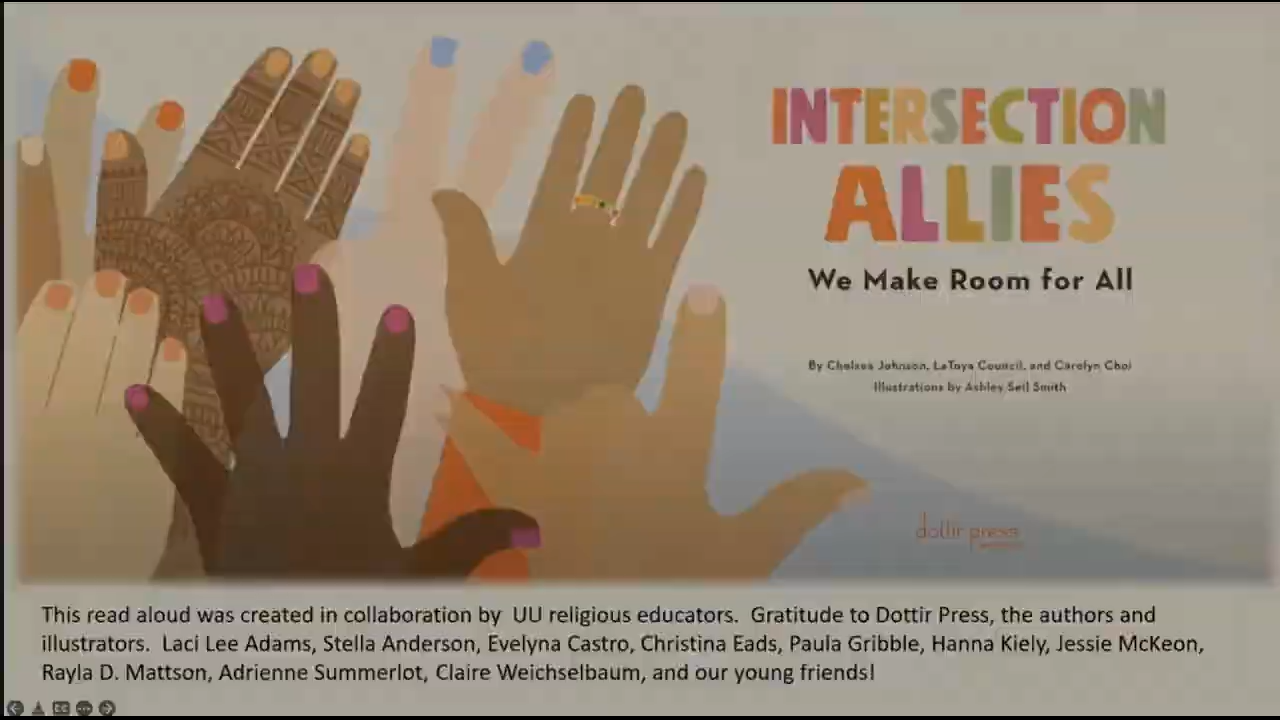 INTERSECTION
ALLIES
We Make Room for All
By Chelsea Johnson, LaToya Council, and Carolyn Choi
Illustrations by Ashley Seil Smith
dottir press
This read aloud was created in collaboration by UU religious educators. Gratitude to Dottir Press, the authors and
illustrators. Laci Lee Adams, Stella Anderson, Evelyna Castro, Christina Eads, Paula Gribble, Hanna Kiely, Jessie McKeon,
Rayla D. Mattson, Adrienne Summerlot, Claire Weichselbaum, and our young friends!